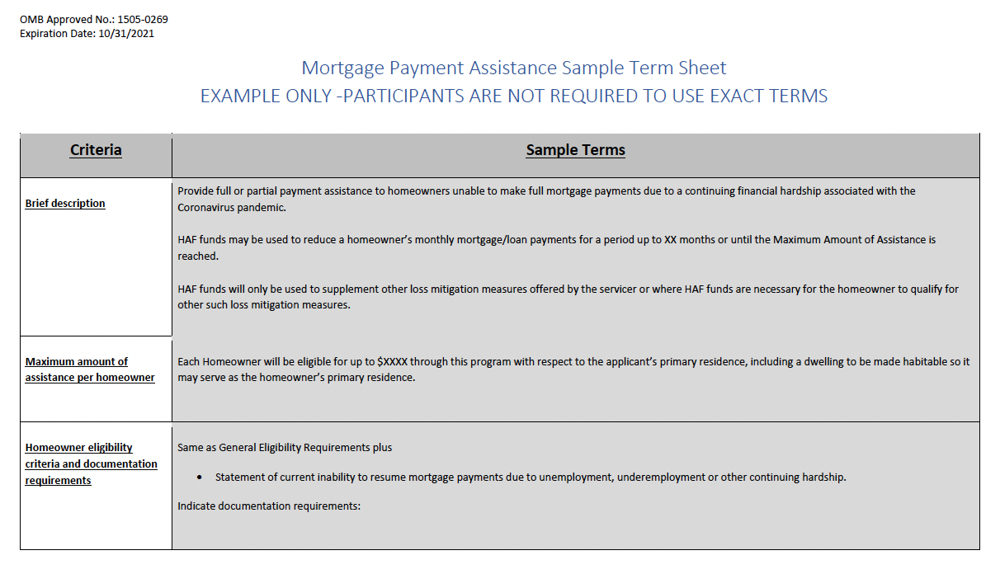 OMB Approved No.: 1505-0269
Expiration Date: 10/31/2021
Mortgage Payment Assistance Sample Term Sheet
EXAMPLE ONLY -PARTICIPANTS ARE NOT REQUIRED TO USE EXACT TERMS
Criteria
Sample Terms
Brief description
Provide full or partial payment assistance to homeowners unable to make full mortgage payments due to a continuing financial hardship associated with the
Coronavirus pandemic.
HAF funds may be used to reduce a homeowner's monthly mortgage/loan payments for a period up to XX months or until the Maximum Amount of Assistance is
reached.
HAF funds will only be used to supplement other loss mitigation measures offered by the servicer or where HAF funds are necessary for the homeowner to qualify for
other such loss mitigation measures.
Maximum amount of
assistance per homeowner
Each Homeowner will be eligible for up to $XXXX through this program with respect to the applicant's primary residence, including a dwelling to be made habitable so it
may serve as the homeowner's primary residence.
Homeowner eligibility
criteria and documentation
requirements
Same as General Eligibility Requirements plus
• Statement of current inability to resume mortgage payments due to unemployment, underemployment or other continuing hardship.
Indicate documentation requirements: